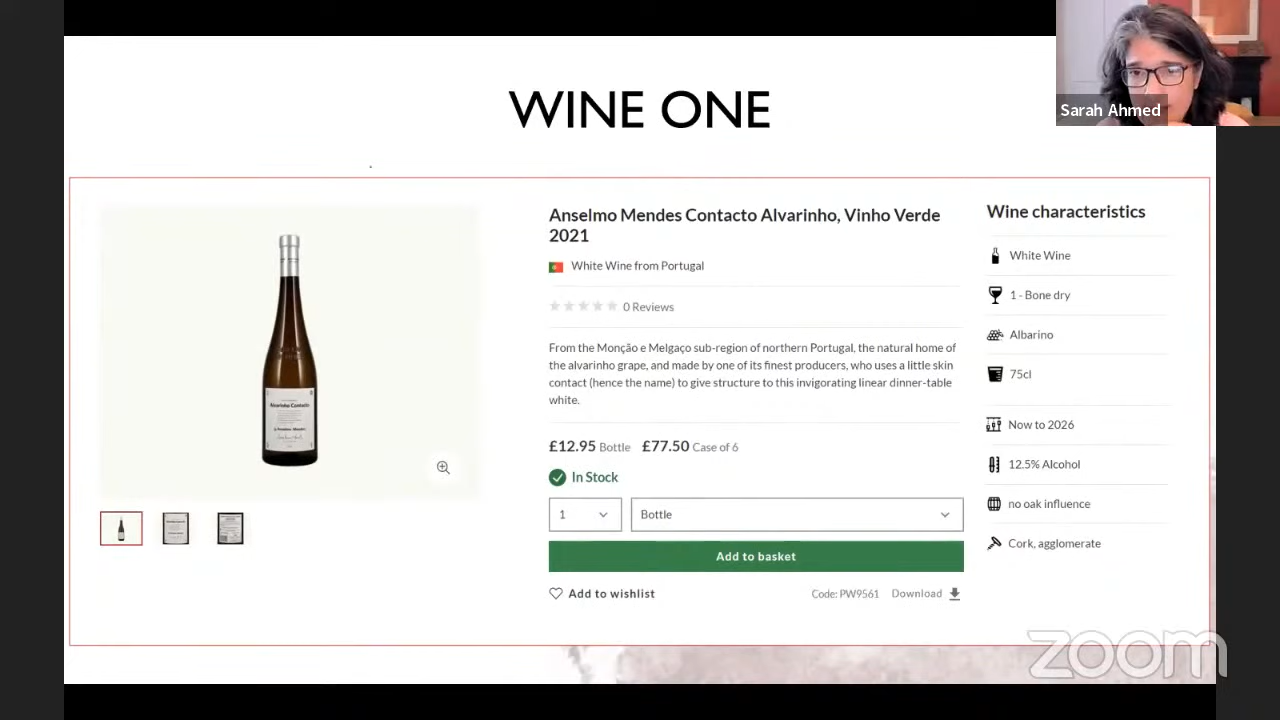 WINE ONE
Sarah Ahmed
Anselmo Mendes Contacto Alvarinho, Vinho Verde
2021
White Wine from Portugal
0 Reviews
From the Monção e Melgaço sub-region of northern Portugal, the natural home of
the alvarinho grape, and made by one of its finest producers, who uses a little skin
contact (hence the name) to give structure to this invigorating linear dinner-table
white.
£12.95 Bottle £77.50 Case of 6
In Stock
1 Bottle
Add to basket
Add to wishlist Code: PW9561 Download
Wine characteristics
White Wine
1 - Bone dry
Albarino
75cl
Now to 2026
12.5% Alcohol
no oak influence
Cork, agglomerate
Alvarinho Contacto
zoom